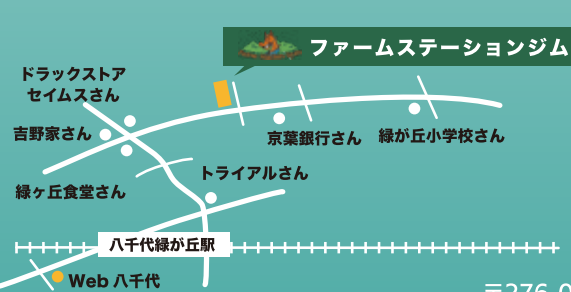 ファームステーションジム
ドラックストア
セイムスさん
吉野家さん
京葉銀行さん
緑が丘小学校さん
緑ヶ丘食堂さん
トライアルさん
八千代緑が丘駅
Web 八千代